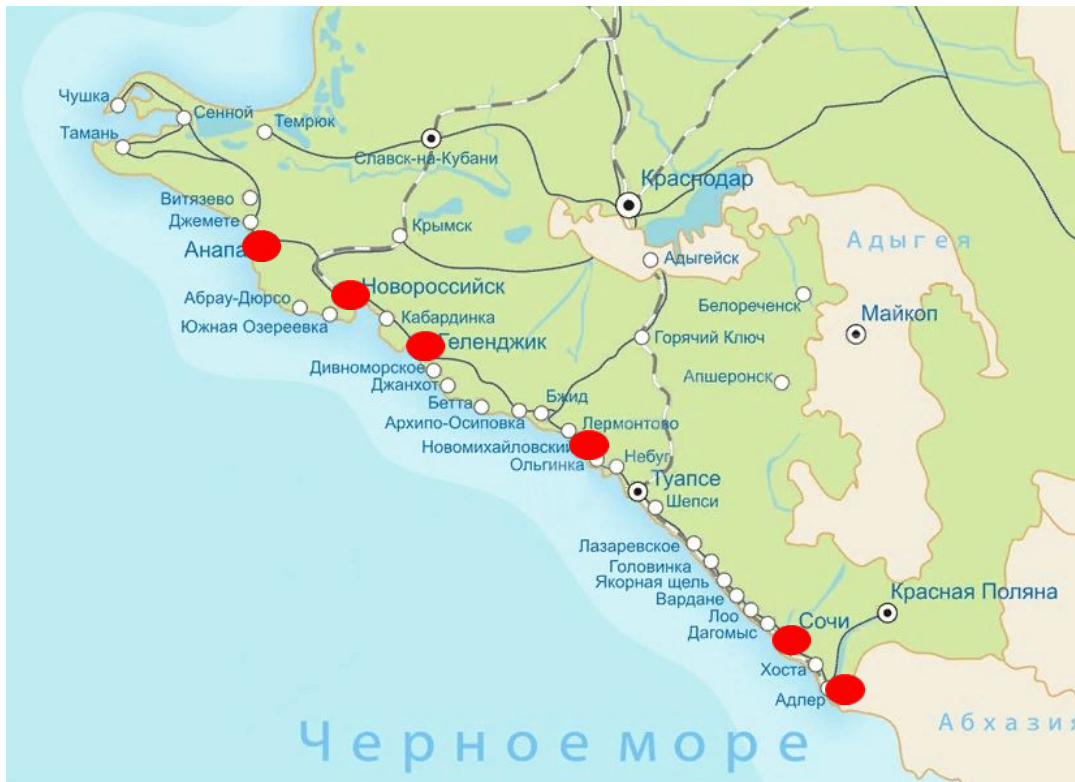 Чушка
Сенной
Темрюк
Тамань
Славск-на-Кубани
Краснодар
Витязево
Джемете
Крымск
Анапа
Адыгея
Адыгейск
Новороссийск
Абрау-Дюрсо
Белореченск
Южная Озереевка
Кабардинка
Майкоп
Геленджик
Горячий Ключ
Дивноморское
Джанхот
Апшеронск
Бетта
Бжид
Архипо-Осиповка
Лермонтово
Новомихайловский
Небуг
Ольгинка
Туапсе
Шепси
Лазаревское
Головинка
Якорная щель
Красная Поляна
Вардане
Лоо
Сочи
Дагомыс
Хоста
Адлер
Абхазия
Черное море